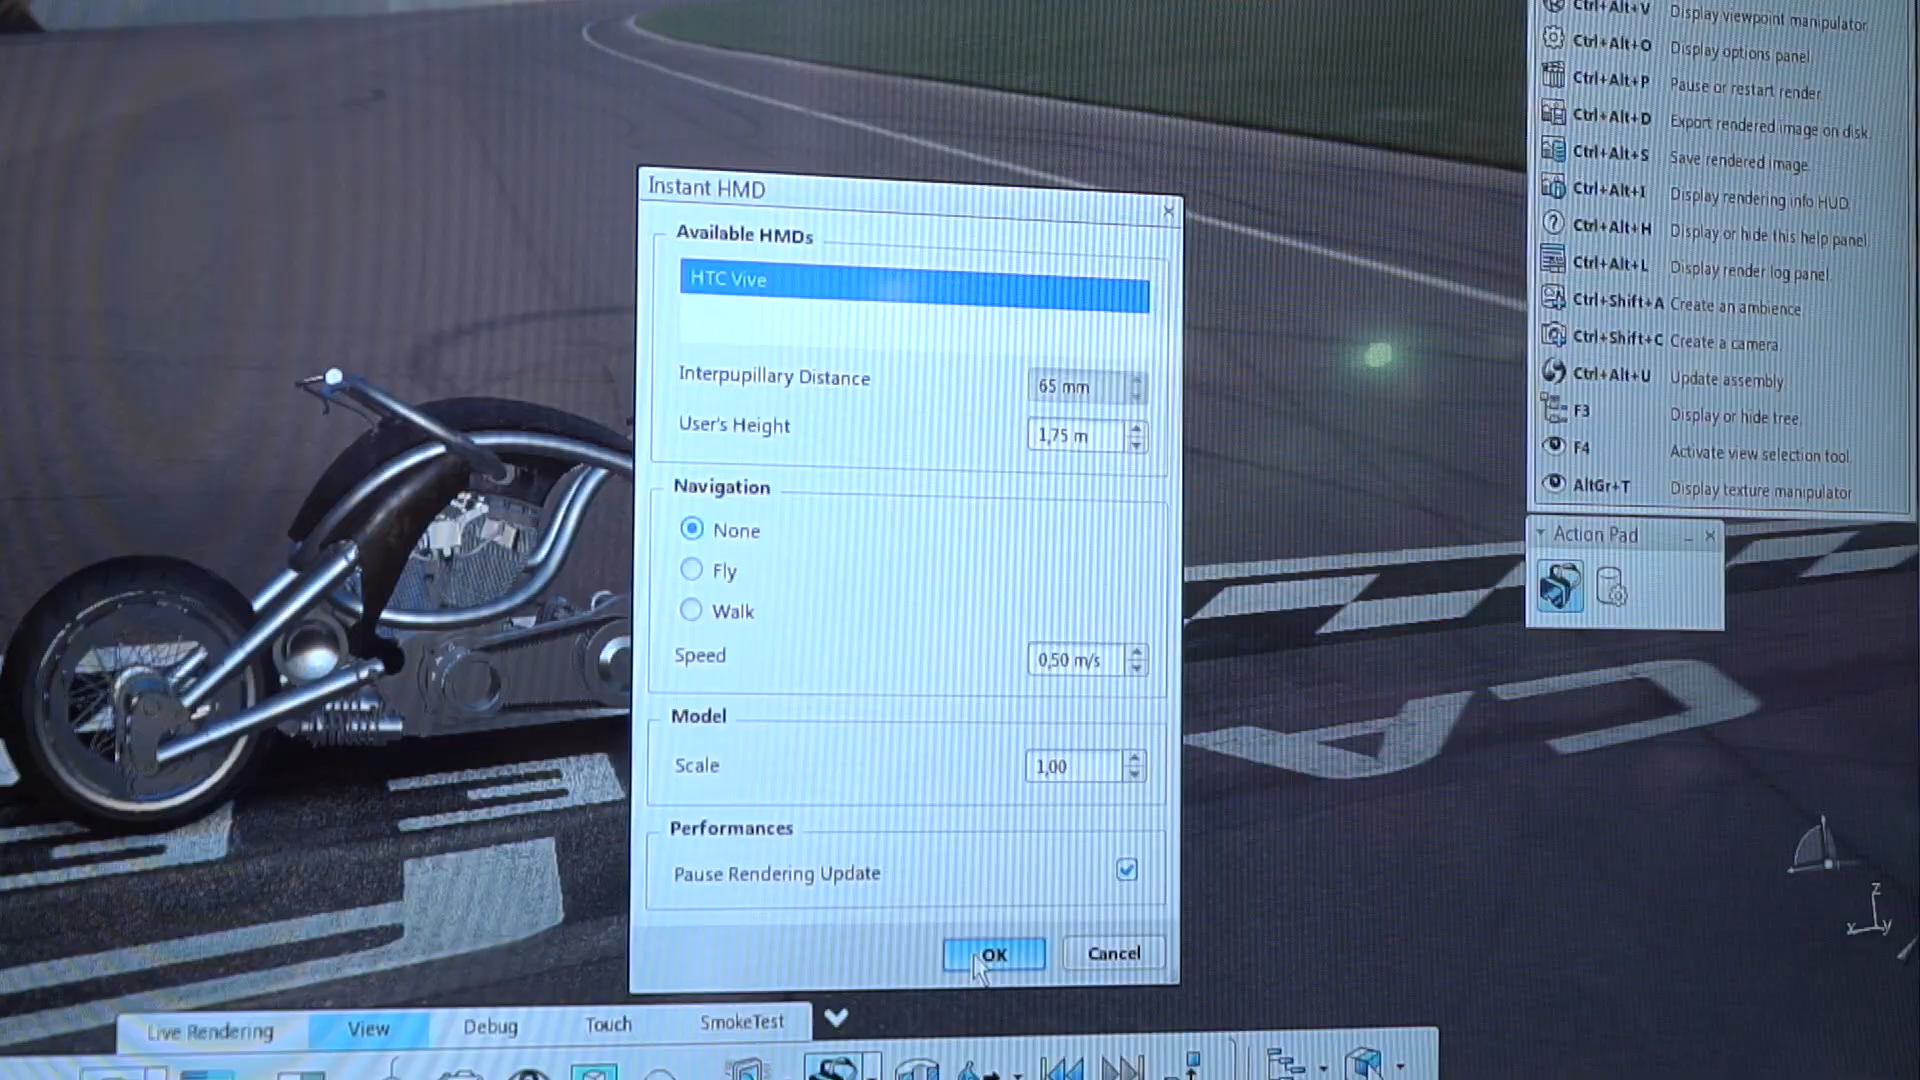 Ctrl+Alt+V Display viewpoint manipulator
Ctrl+Alt+O Display options panel
Ctrl+Alt+P Pause or restart render
Ctrl+Alt+D Export rendered image on disk.
Ctrl+Alt+S Save rendered image.
Ctrl+Alt+I Display rendering info HUD
Ctrl+Alt+H Display or hide this help panel
Ctrl+Alt+L Display render log panel.
Ctrl+Shift+A Create an ambience
Ctrl+Shift+C Create a camera
Ctrl+Alt+U Update assembly
F3 Display or hide tree.
F4 Activate view selection tool
AltGr+T Display texture manipulator
Action Pad
Instant HMD
Available HMDs
HTC Vive
Interpupillary Distance 65 mm
User's Height 1,75 m
Navigation
None
Fly
Walk
Speed 0,50 m/s
Model
Scale 1,00
Performances
Pause Rendering Update
OK Cancel
z
x y
Live Rendering View Debug Touch SmokeTest